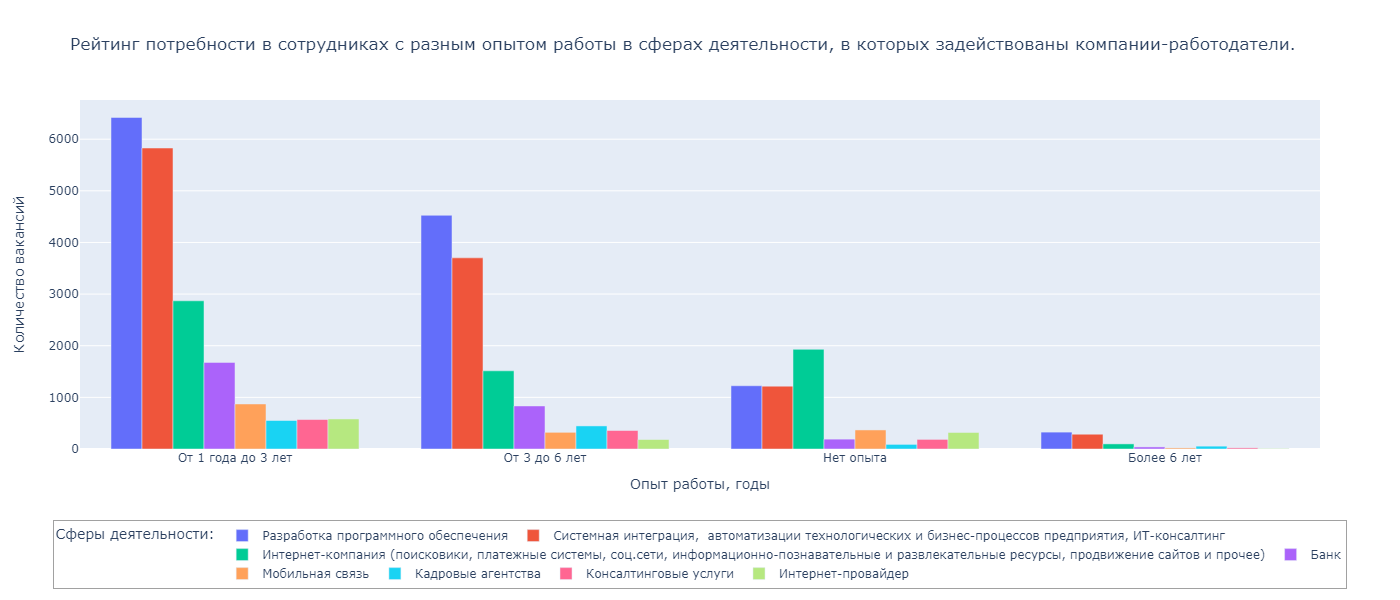 Рейтинг потребности в сотрудниках с разным опытом работы в сферах деятельности, в которых задействованы компании-работодатели.
Количество вакансий
6000
5000
4000
3000
2000
1000
0
От 1 года до 3 лет
От 3 до 6 лет
Нет опыта
Более 6 лет
Опыт работы, годы
Сферы деятельности:
Разработка программного обеспечения
Системная интеграция,  автоматизации технологических и бизнес-процессов предприятия, ИТ-консалтинг
Интернет-компания (поисковики, платежные системы, соц.сети, информационно-познавательные и развлекательные ресурсы, продвижение сайтов и прочее)
Банк
Мобильная связь
Кадровые агентства
Консалтинговые услуги
Интернет-провайдер